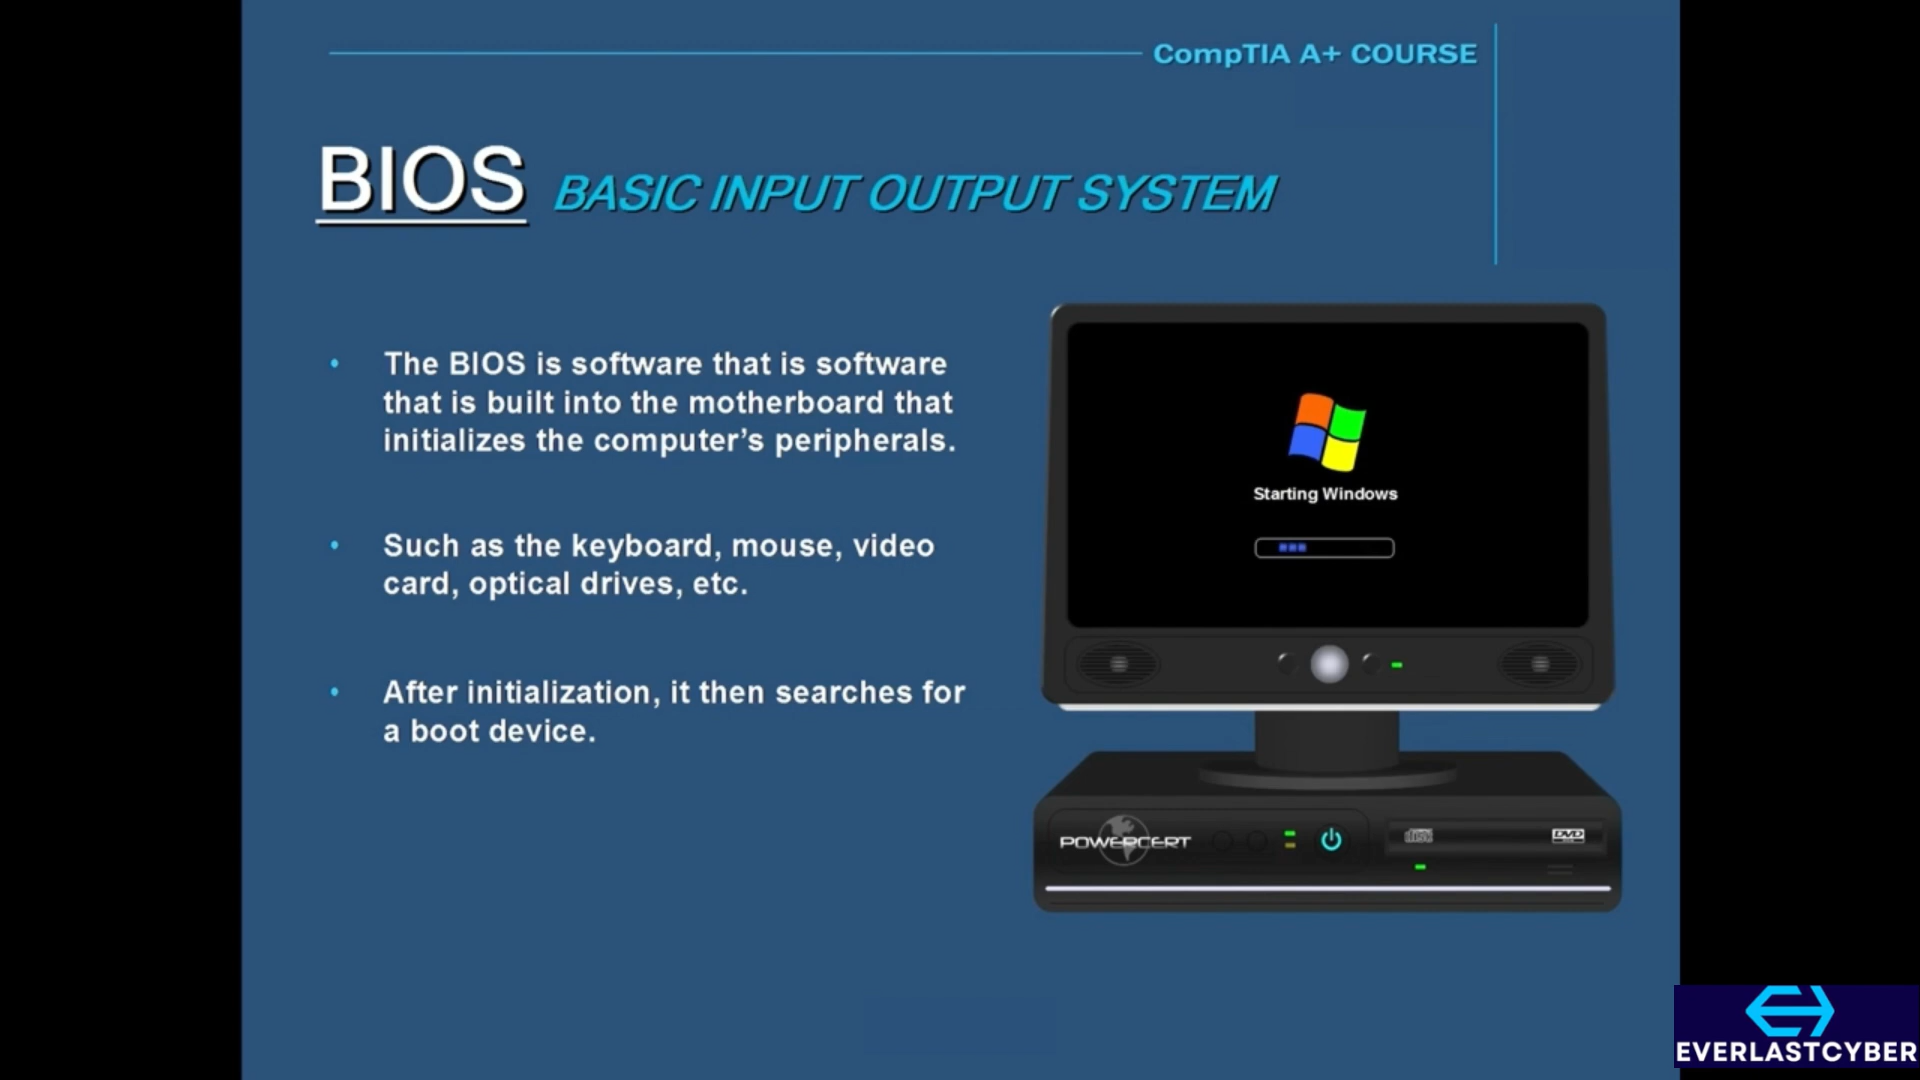 CompTIA A+ COURSE
BIOS BASIC INPUT OUTPUT SYSTEM
• The BIOS is software that is software
that is built into the motherboard that
initializes the computer’s peripherals.
• Such as the keyboard, mouse, video
card, optical drives, etc.
• After initialization, it then searches for
a boot device.
Starting Windows
POWERCERT
disc
DVD
EVERLASTCYBER